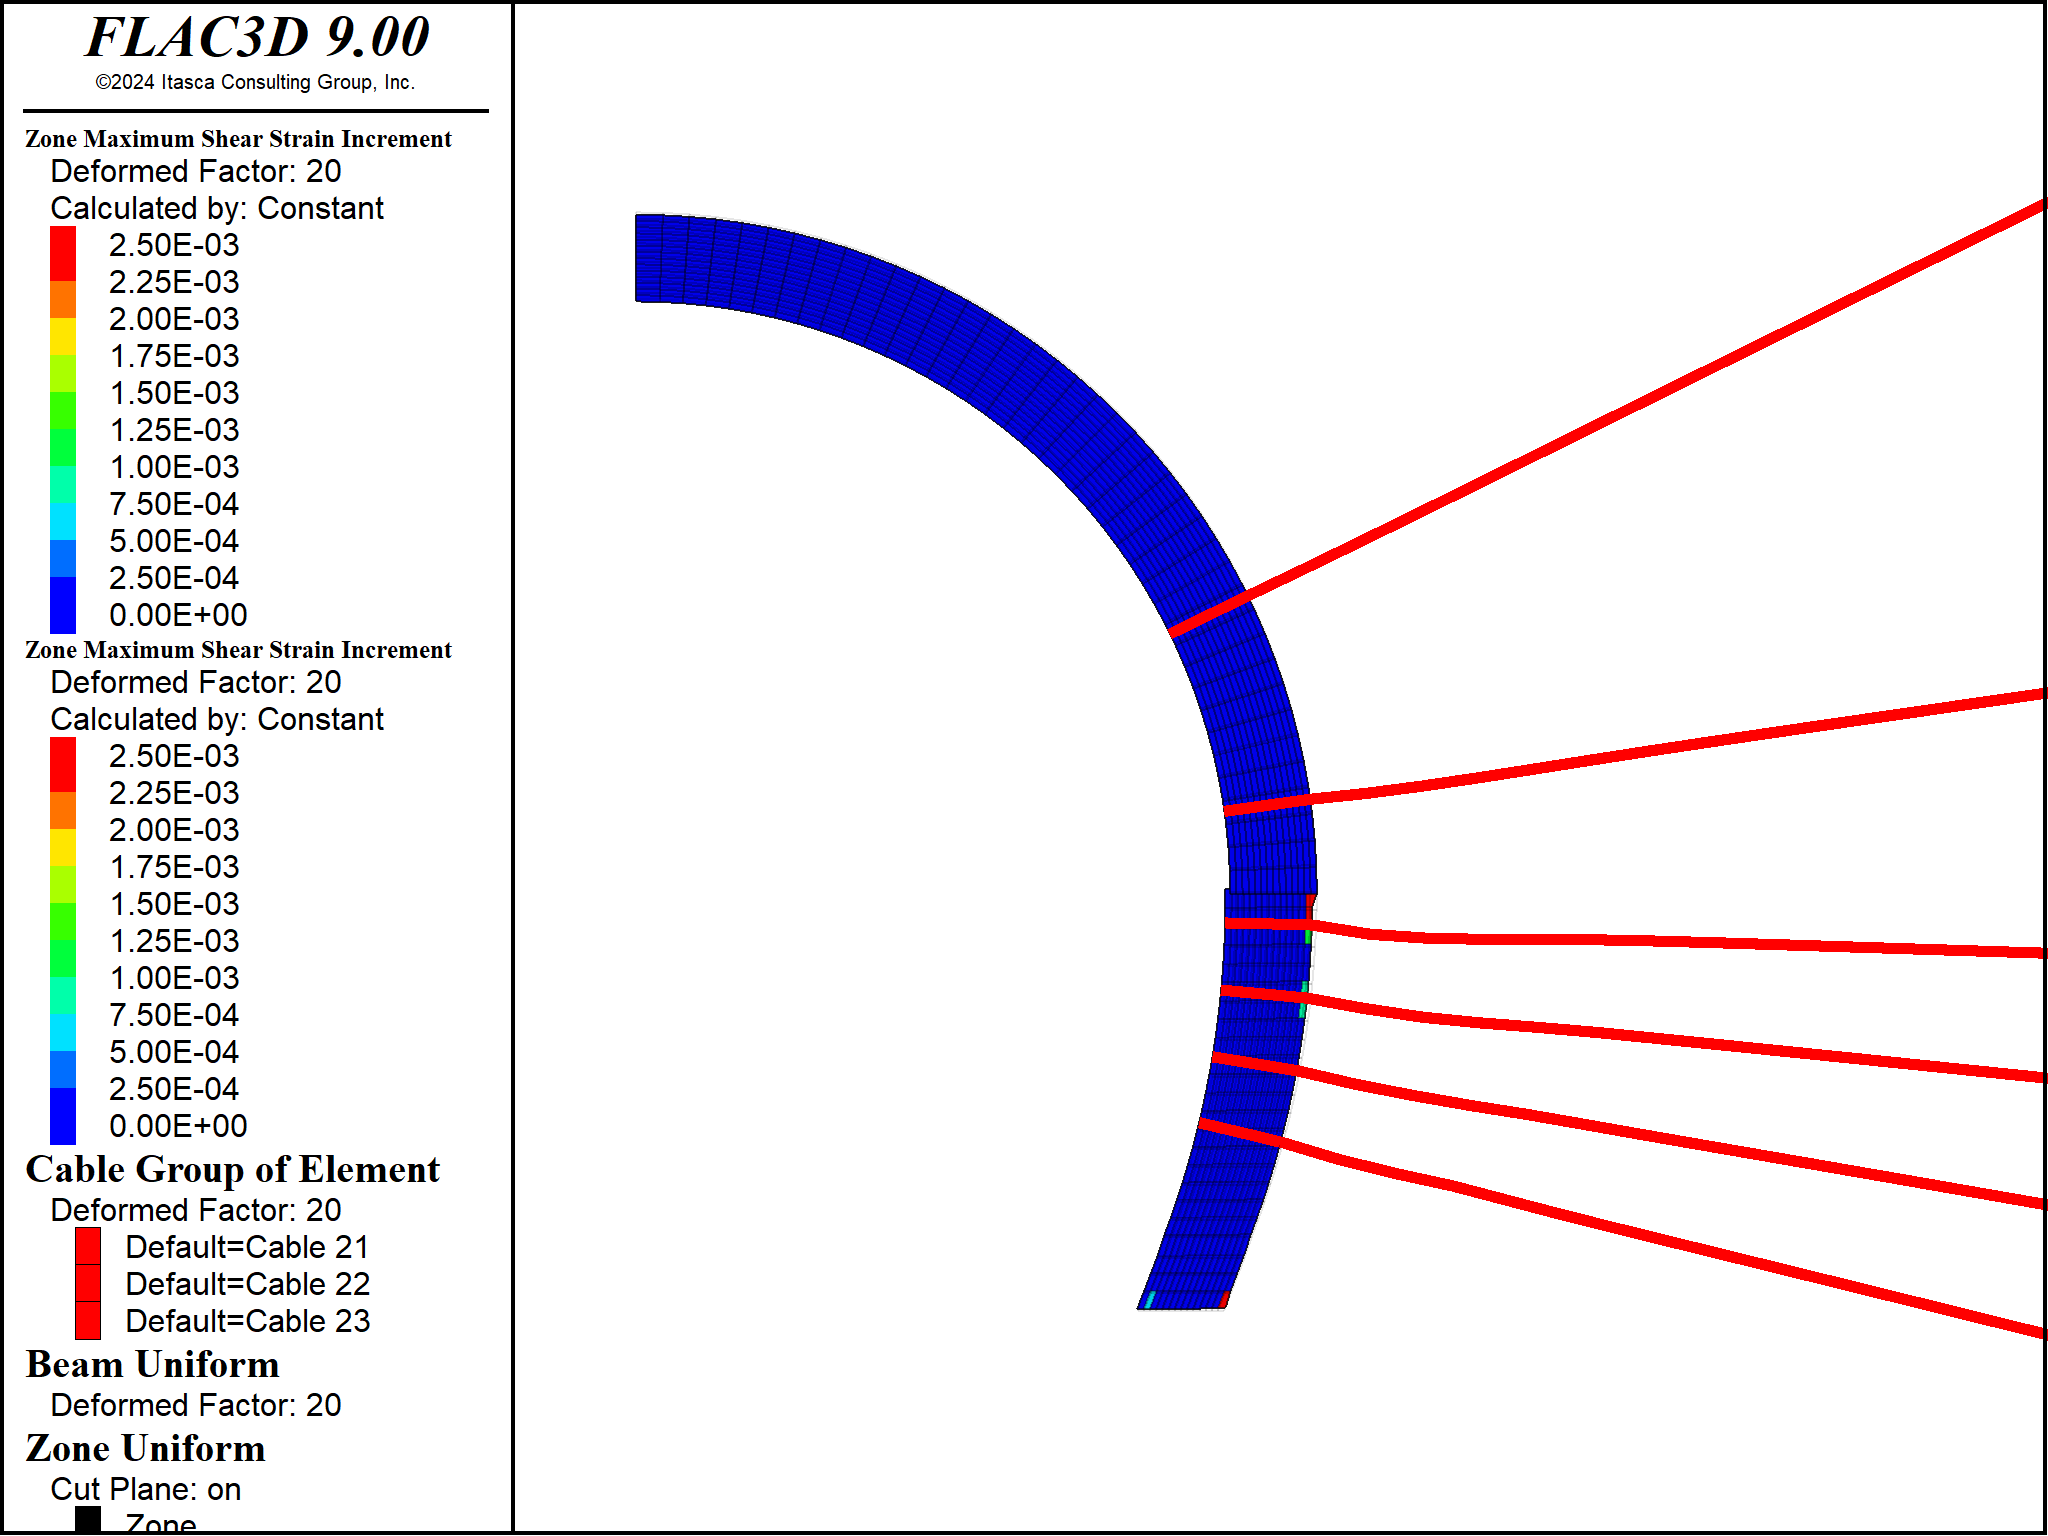 FLAC3D 9.00
©2024 Itasca Consulting Group, Inc.
Zone Maximum Shear Strain Increment
Deformed Factor: 20
Calculated by: Constant
2.50E-03
2.25E-03
2.00E-03
1.75E-03
1.50E-03
1.25E-03
1.00E-03
7.50E-04
5.00E-04
2.50E-04
0.00E+00
Zone Maximum Shear Strain Increment
Deformed Factor: 20
Calculated by: Constant
2.50E-03
2.25E-03
2.00E-03
1.75E-03
1.50E-03
1.25E-03
1.00E-03
7.50E-04
5.00E-04
2.50E-04
0.00E+00
Cable Group of Element
Deformed Factor: 20
Default=Cable 21
Default=Cable 22
Default=Cable 23
Beam Uniform
Deformed Factor: 20
Zone Uniform
Cut Plane: on
Zone